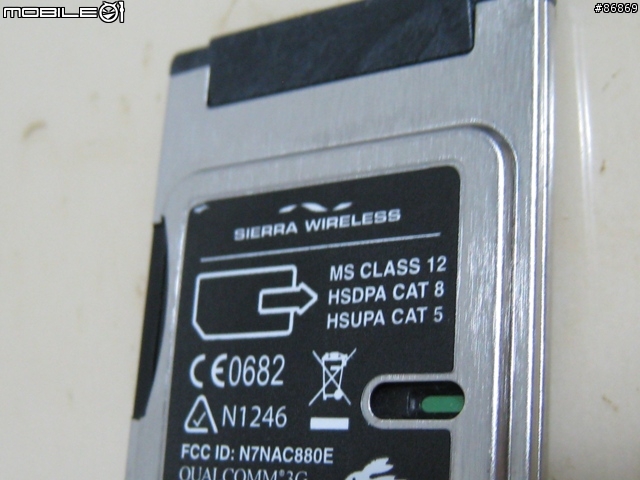 MOBILE01
#86869
SIERRA WIRELESS
MS CLASS 12
HSDPA CAT 8
HSUPA CAT 5
CE0682
N1246
FCC ID: N7NAC880E
QUALCOMM®3G